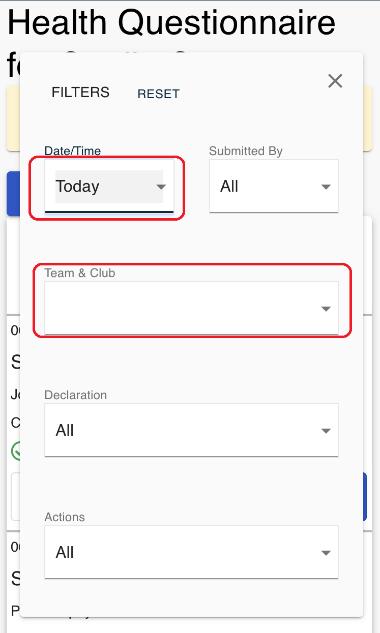 Health Questionnaire
FILTERS RESET
Date/Time Submitted By
Today All
Team & Club
Declaration
All
Actions
All